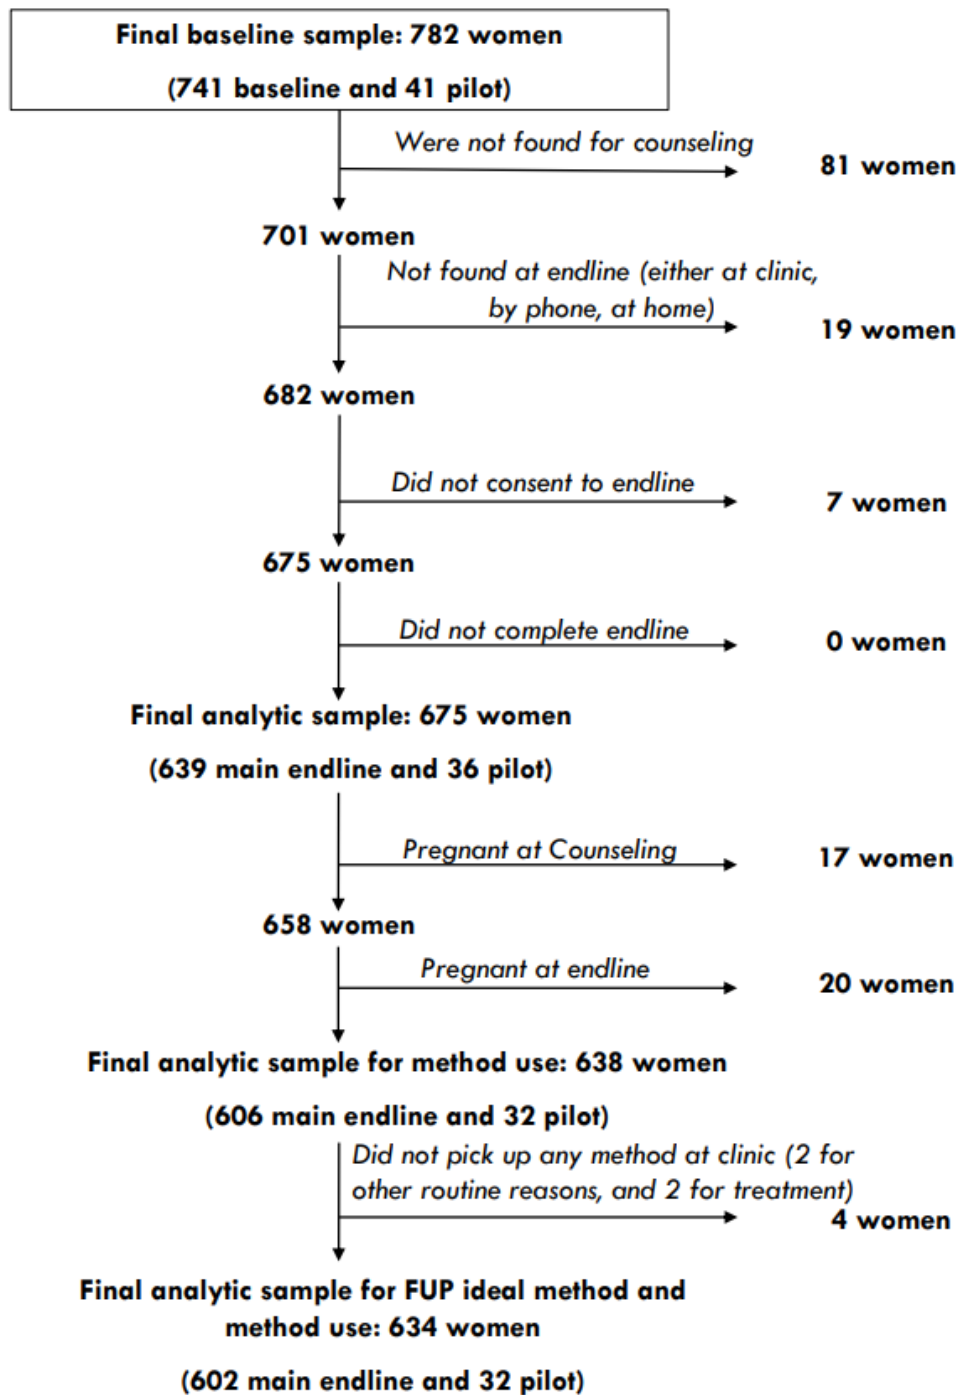 Final baseline sample: 782 women
(741 baseline and 41 pilot)
Were not found for counseling
81 women
701 women
Not found at endline (either at clinic,
by phone, at home)
19 women
682 women
Did not consent to endline
7 women
675 women
Did not complete endline
0 women
Final analytic sample: 675 women
(639 main endline and 36 pilot)
Pregnant at Counseling
17 women
658 women
Pregnant at endline
20 women
Final analytic sample for method use: 638 women
(606 main endline and 32 pilot)
Did not pick up any method at clinic (2 for
other routine reasons, and 2 for treatment)
4 women
Final analytic sample for FUP ideal method and
method use: 634 women
(602 main endline and 32 pilot)